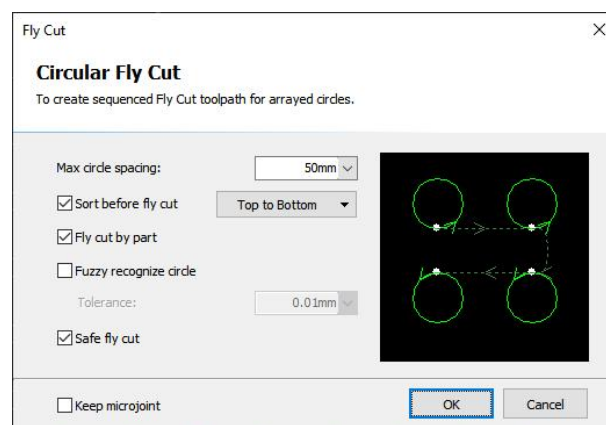 Fly Cut
Circular Fly Cut
To create sequenced Fly Cut toolpath for arrayed circles.
Max circle spacing: 50mm
Sort before fly cut Top to Bottom
Fly cut by part
Fuzzy recognize circle
Tolerance: 0.01mm
Safe fly cut
Keep microjoint OK Cancel